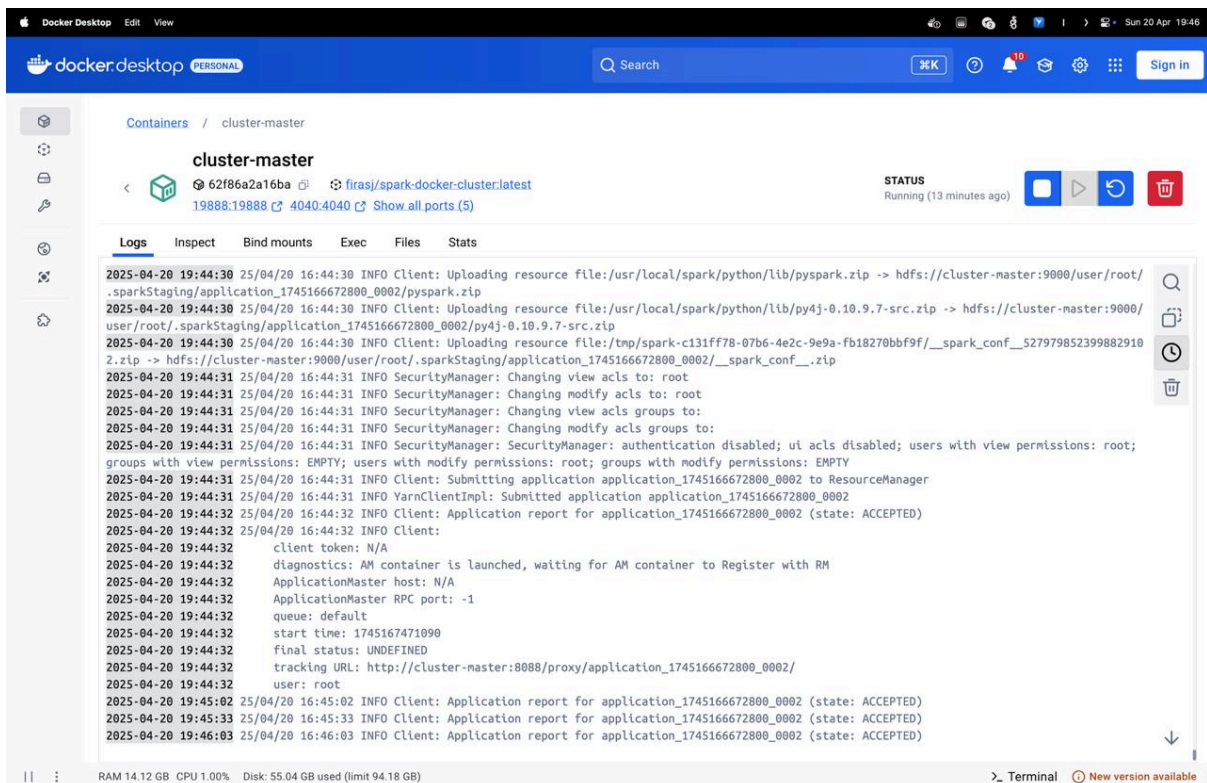 Docker Desktop Edit View Sun 20 Apr 19:46
docker.desktop PERSONAL Search ⌘K 10 Sign in
Containers / cluster-master
cluster-master
62f86a2a16ba firasj/spark-docker-cluster:latest
19888:19888 4040:4040 Show all ports (5)
STATUS
Running (13 minutes ago)
Logs Inspect Bind mounts Exec Files Stats
2025-04-20 19:44:30 25/04/20 16:44:30 INFO Client: Uploading resource file:/usr/local/spark/python/lib/pyspark.zip -> hdfs://cluster-master:9000/user/root/
.sparkStaging/application_1745166672800_0002/pyspark.zip
2025-04-20 19:44:30 25/04/20 16:44:30 INFO Client: Uploading resource file:/usr/local/spark/python/lib/py4j-0.10.9.7-src.zip -> hdfs://cluster-master:9000/
user/root/.sparkStaging/application_1745166672800_0002/py4j-0.10.9.7-src.zip
2025-04-20 19:44:30 25/04/20 16:44:30 INFO Client: Uploading resource file:/tmp/spark-c131ff78-07b6-4e2c-9e9a-fb18270bbf9f/__spark_conf__527979852399882910
2.zip -> hdfs://cluster-master:9000/user/root/.sparkStaging/application_1745166672800_0002/__spark_conf__.zip
2025-04-20 19:44:31 25/04/20 16:44:31 INFO SecurityManager: Changing view acls to: root
2025-04-20 19:44:31 25/04/20 16:44:31 INFO SecurityManager: Changing modify acls to: root
2025-04-20 19:44:31 25/04/20 16:44:31 INFO SecurityManager: Changing view acls groups to:
2025-04-20 19:44:31 25/04/20 16:44:31 INFO SecurityManager: Changing modify acls groups to:
2025-04-20 19:44:31 25/04/20 16:44:31 INFO SecurityManager: SecurityManager: authentication disabled; ui acls disabled; users with view permissions: root;
groups with view permissions: EMPTY; users with modify permissions: root; groups with modify permissions: EMPTY
2025-04-20 19:44:31 25/04/20 16:44:31 INFO Client: Submitting application application_1745166672800_0002 to ResourceManager
2025-04-20 19:44:31 25/04/20 16:44:31 INFO YarnClientImpl: Submitted application application_1745166672800_0002
2025-04-20 19:44:32 25/04/20 16:44:32 INFO Client: Application report for application_1745166672800_0002 (state: ACCEPTED)
2025-04-20 19:44:32 25/04/20 16:44:32 INFO Client:
2025-04-20 19:44:32 client token: N/A
2025-04-20 19:44:32 diagnostics: AM container is launched, waiting for AM container to Register with RM
2025-04-20 19:44:32 ApplicationMaster host: N/A
2025-04-20 19:44:32 ApplicationMaster RPC port: -1
2025-04-20 19:44:32 queue: default
2025-04-20 19:44:32 start time: 1745167471090
2025-04-20 19:44:32 final status: UNDEFINED
2025-04-20 19:44:32 tracking URL: http://cluster-master:8088/proxy/application_1745166672800_0002/
2025-04-20 19:44:32 user: root
2025-04-20 19:45:02 25/04/20 16:45:02 INFO Client: Application report for application_1745166672800_0002 (state: ACCEPTED)
2025-04-20 19:45:33 25/04/20 16:45:33 INFO Client: Application report for application_1745166672800_0002 (state: ACCEPTED)
2025-04-20 19:46:03 25/04/20 16:46:03 INFO Client: Application report for application_1745166672800_0002 (state: ACCEPTED)
RAM 14.12 GB CPU 1.00% Disk: 55.04 GB used (limit 94.18 GB) >_ Terminal New version available